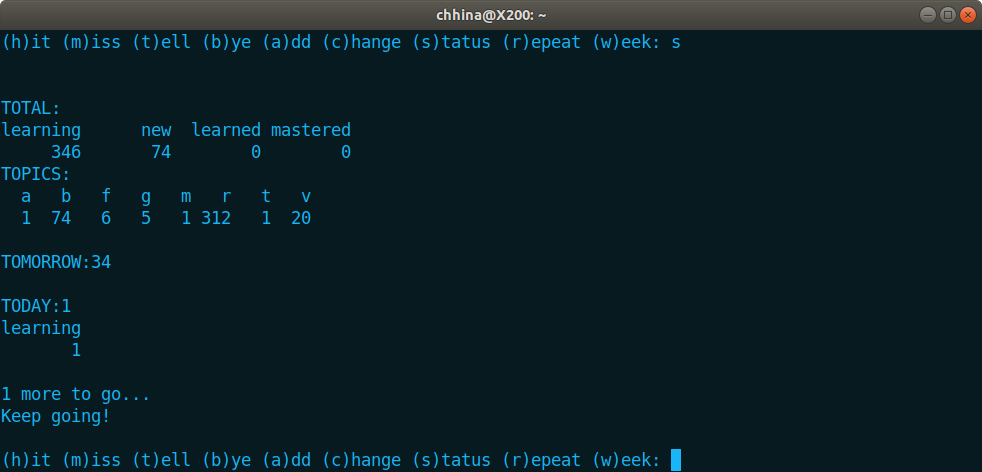 chhina@X200: ~
(h)it (m)iss (t)ell (b)ye (a)dd (c)hange (s)tatus (r)epeat (w)eek: s
TOTAL:
learning      new  learned mastered
     346       74        0        0
TOPICS:
  a   b   f   g   m   r   t   v
  1  74   6   5   1 312   1  20
TOMORROW:34
TODAY:1
learning
       1
1 more to go...
Keep going!
(h)it (m)iss (t)ell (b)ye (a)dd (c)hange (s)tatus (r)epeat (w)eek: